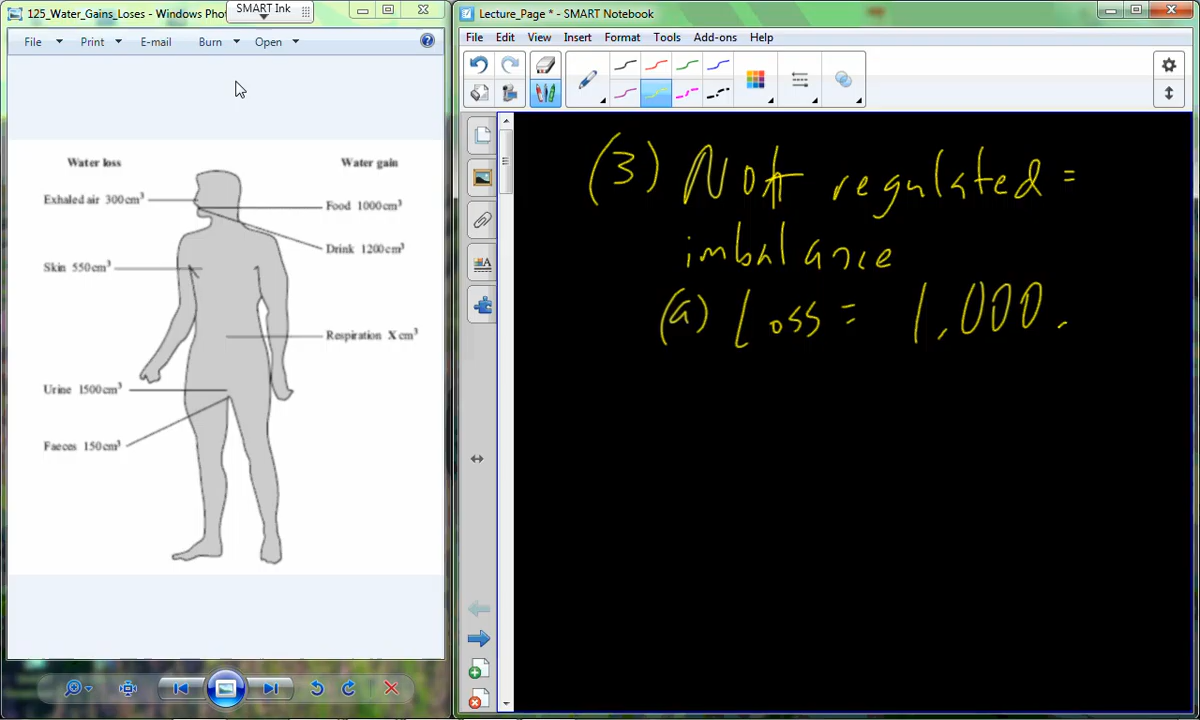 125_Water_Gains_Loses - Windows Phot
SMART Ink
File Print E-mail Burn Open
Water loss
Water gain
Exhaled air 300cm³
Food 1000cm³
Drink 1200cm³
Skin 550cm³
Respiration X cm³
Urine 1500cm³
Faeces 150cm³
Lecture_Page * - SMART Notebook
File Edit View Insert Format Tools Add-ons Help
(3) Not regulated =
imbalance
(a) Loss = 1,000.